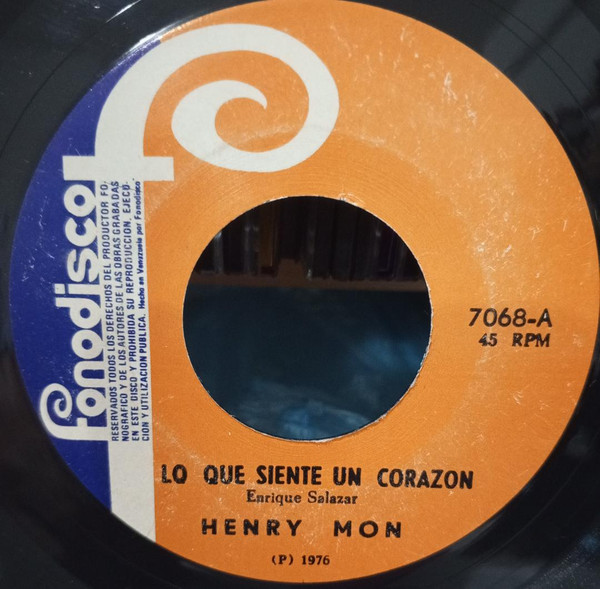 fonodisco
RESERVADOS TODOS LOS DERECHOS DEL PRODUCTOR FO-
NOGRAFICO Y DE LOS AUTORES DE LAS OBRAS GRABADAS
EN ESTE DISCO Y PROHIBIDA SU REPRODUCCION, EJECU-
CION Y UTILIZACION PUBLICA. Hecho en Venezuela por Fonodisco
7068-A
45 RPM
LO QUE SIENTE UN CORAZON
Enrique Salazar
HENRY MON
(P) 1976